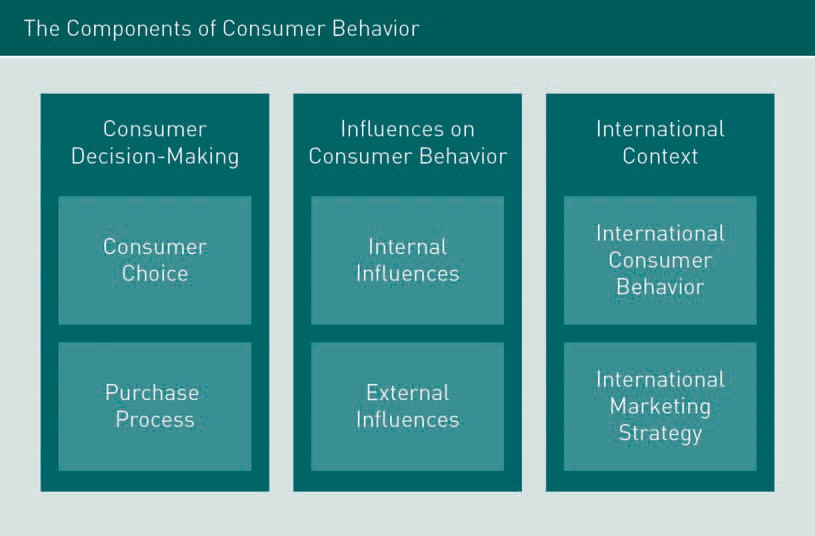 The Components of Consumer Behavior
Consumer
Decision-Making
Consumer
Choice
Purchase
Process
Influences on
Consumer Behavior
Internal
Influences
External
Influences
International
Context
International
Consumer
Behavior
International
Marketing
Strategy